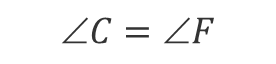 ∠C = ∠F